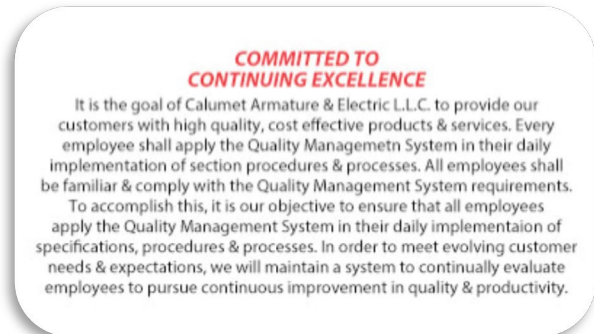 COMMITTED TO
CONTINUING EXCELLENCE
It is the goal of Calumet Armature & Electric L.L.C. to provide our
customers with high quality, cost effective products & services. Every
employee shall apply the Quality Managemetn System in their daily
implementation of section procedures & processes. All employees shall
be familiar & comply with the Quality Management System requirements.
To accomplish this, it is our objective to ensure that all employees
apply the Quality Management System in their daily implementaion of
specifications, procedures & processes. In order to meet evolving customer
needs & expectations, we will maintain a system to continually evaluate
employees to pursue continuous improvement in quality & productivity.